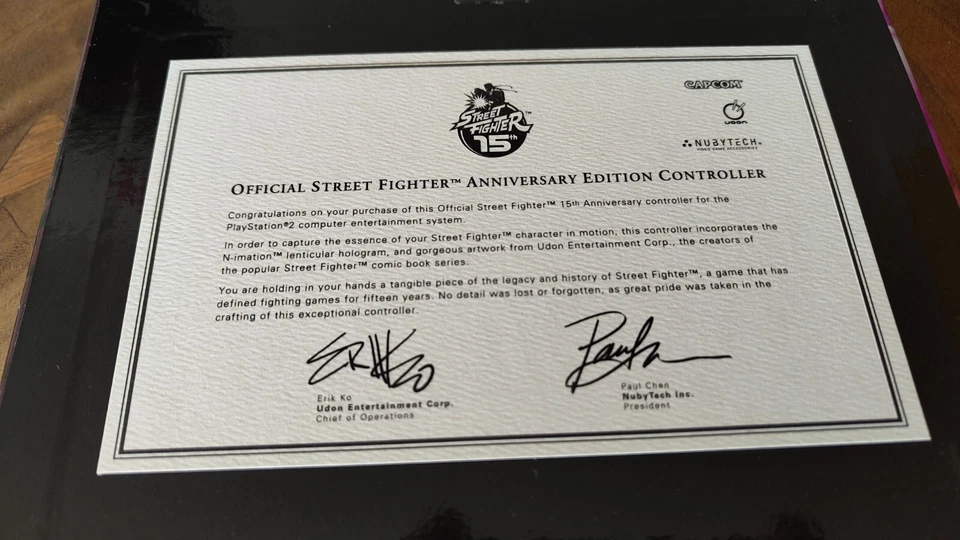 STREET
FIGHTER™
15th
CAPCOM®
UDON
NUBYTECH®
VIDEO GAME ACCESSORIES
OFFICIAL STREET FIGHTER™ ANNIVERSARY EDITION CONTROLLER
Congratulations on your purchase of this Official Street Fighter™ 15th Anniversary controller for the
PlayStation®2 computer entertainment system.
In order to capture the essence of your Street Fighter™ character in motion, this controller incorporates the
N-imation™ lenticular hologram, and gorgeous artwork from Udon Entertainment Corp., the creators of
the popular Street Fighter™ comic book series.
You are holding in your hands a tangible piece of the legacy and history of Street Fighter™, a game that has
defined fighting games for fifteen years. No detail was lost or forgotten, as great pride was taken in the
crafting of this exceptional controller.
Erik Ko
Udon Entertainment Corp.
Chief of Operations
Paul Chen
NubyTech Inc.
President